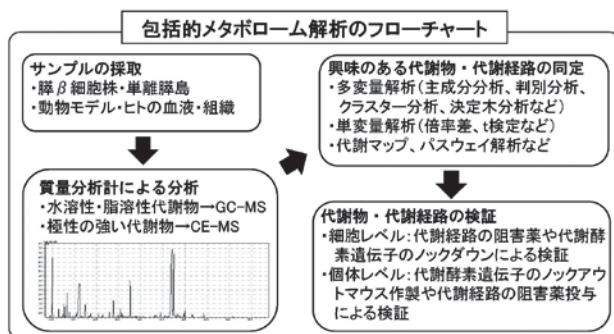 包括的メタボローム解析のフローチャート
サンプルの採取
・膵β細胞株・単離膵島
・動物モデル・ヒトの血液・組織
質量分析計による分析
・水溶性・脂溶性代謝物→GC-MS
・極性の強い代謝物→CE-MS
興味のある代謝物・代謝経路の同定
・多変量解析(主成分分析、判別分析、
クラスター分析、決定木分析など)
・単変量解析(倍率差、t検定など)
・代謝マップ、パスウェイ解析など
代謝物・代謝経路の検証
・細胞レベル:代謝経路の阻害薬や代謝酵
素遺伝子のノックダウンによる検証
・個体レベル:代謝酵素遺伝子のノックアウ
トマウス作製や代謝経路の阻害薬投与
による検証